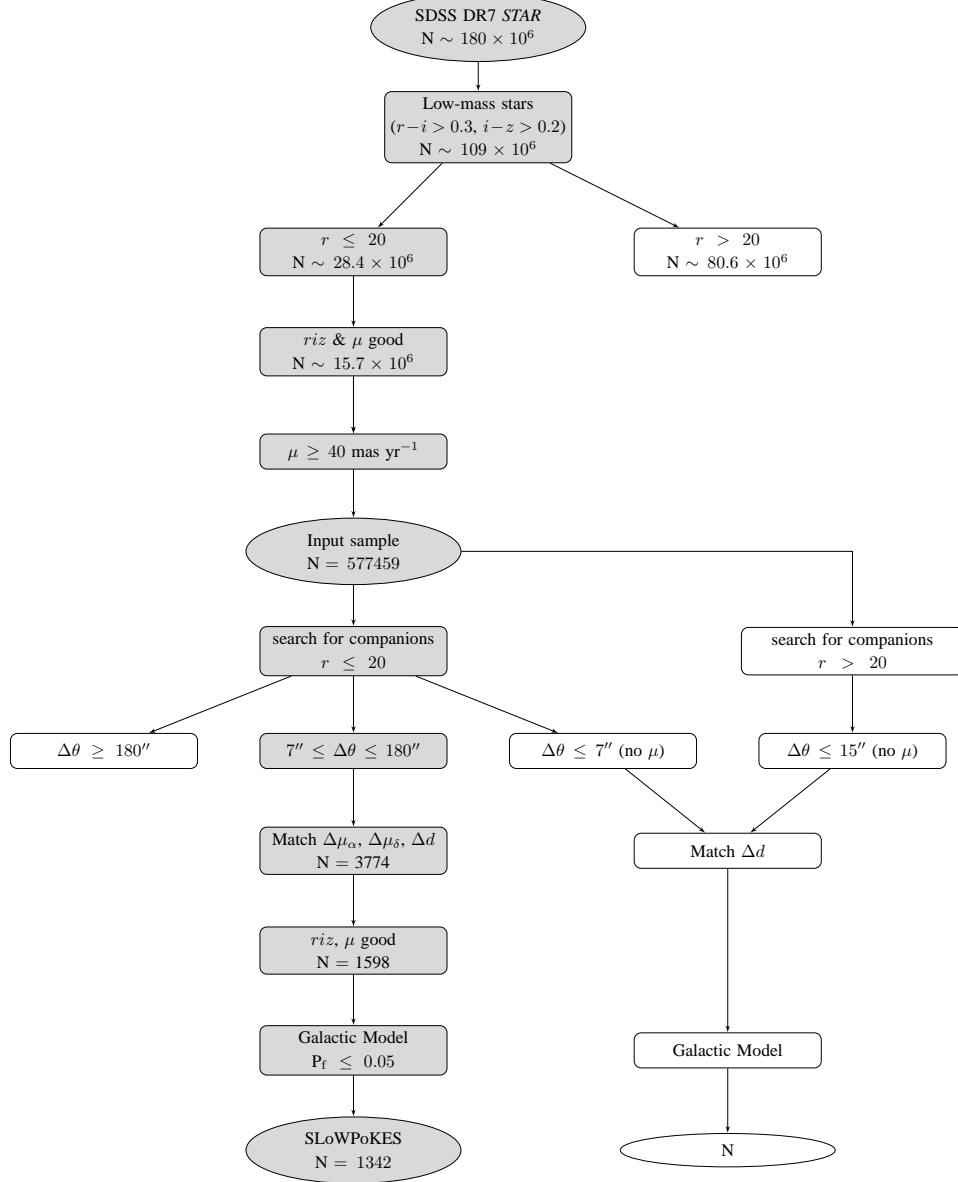 SDSS DR7 STAR
N ∼ 180 × 10⁶
Low-mass stars
(r−i > 0.3, i−z > 0.2)
N ∼ 109 × 10⁶
r ≤ 20
N ∼ 28.4 × 10⁶
r > 20
N ∼ 80.6 × 10⁶
riz & μ good
N ∼ 15.7 × 10⁶
μ ≥ 40 mas yr⁻¹
Input sample
N = 577459
search for companions
r ≤ 20
search for companions
r > 20
Δθ ≥ 180″
7″ ≤ Δθ ≤ 180″
Δθ ≤ 7″ (no μ)
Δθ ≤ 15″ (no μ)
Match Δμ_α, Δμ_δ, Δd
N = 3774
Match Δd
riz, μ good
N = 1598
Galactic Model
P_f ≤ 0.05
Galactic Model
SLoWPoKES
N = 1342
N